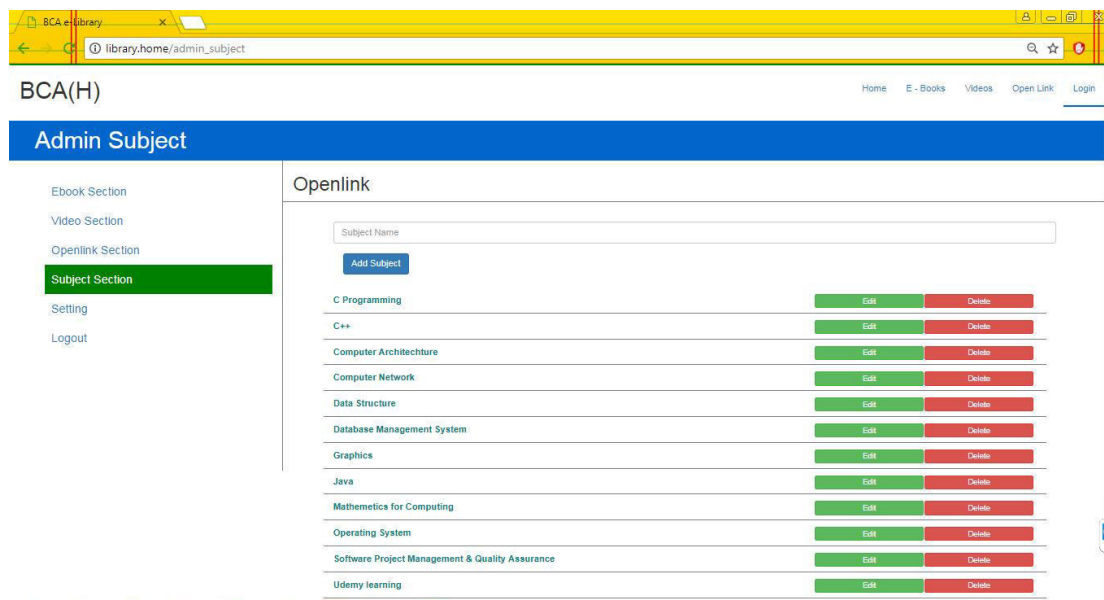 BCA e-Library
library.home/admin_subject
BCA(H)
Home E - Books Videos Open Link Login
Admin Subject
Ebook Section
Video Section
Openlink Section
Subject Section
Setting
Logout
Openlink
Subject Name
Add Subject
C Programming Edit Delete
C++ Edit Delete
Computer Architechture Edit Delete
Computer Network Edit Delete
Data Structure Edit Delete
Database Management System Edit Delete
Graphics Edit Delete
Java Edit Delete
Mathemetics for Computing Edit Delete
Operating System Edit Delete
Software Project Management & Quality Assurance Edit Delete
Udemy learning Edit Delete